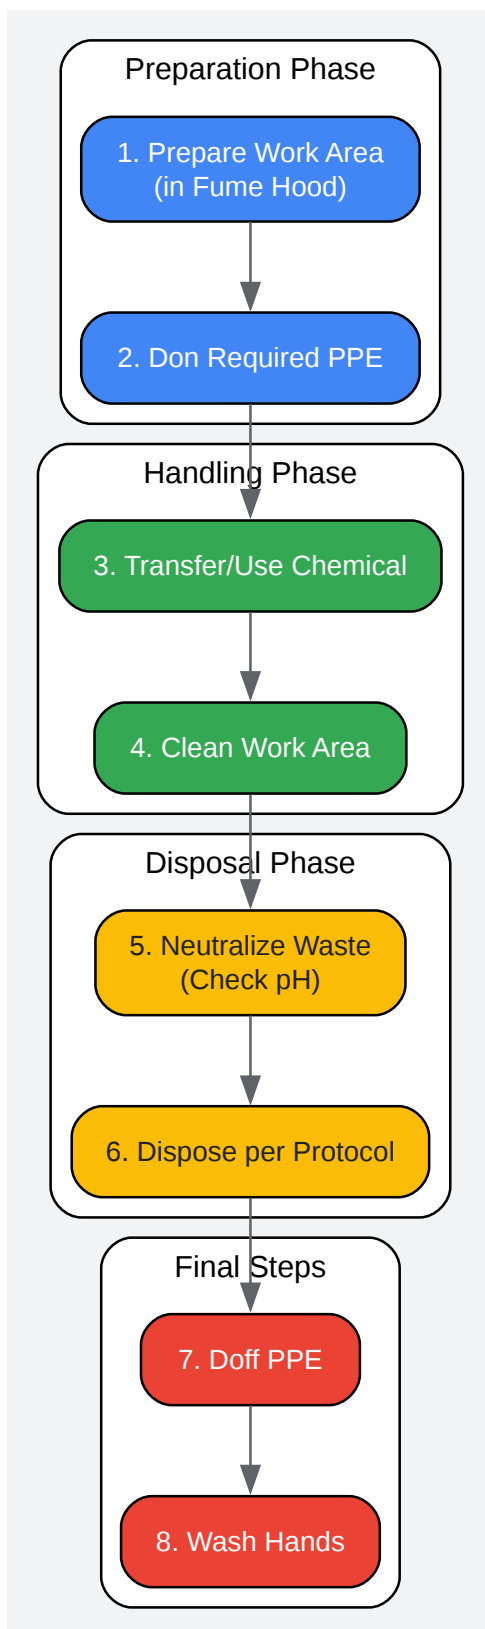 Preparation Phase
1. Prepare Work Area
(in Fume Hood)
2. Don Required PPE
Handling Phase
3. Transfer/Use Chemical
4. Clean Work Area
Disposal Phase
5. Neutralize Waste
(Check pH)
6. Dispose per Protocol
Final Steps
7. Doff PPE
8. Wash Hands